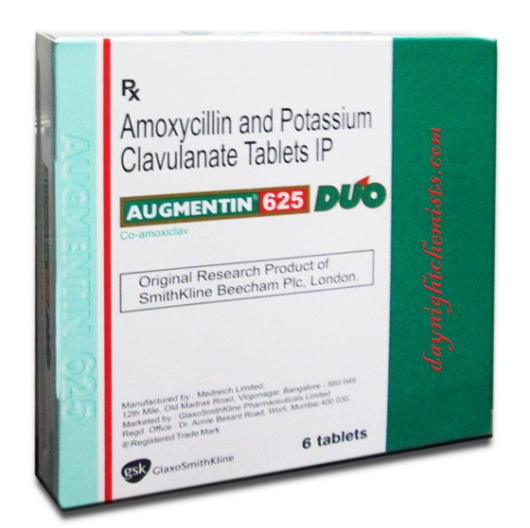 Rx
Amoxycillin and Potassium
Clavulanate Tablets IP
AUGMENTIN® 625 DUO
Co-amoxiclav
Original Research Product of
SmithKline Beecham Plc, London.
Manufactured by : Medreich Limited,
12th Mile, Old Madras Road, Virgonagar, Bangalore - 560 049
Marketed by : GlaxoSmithKline Pharmaceuticals Limited
Regd. Office : Dr. Annie Besant Road, Worli, Mumbai 400 030.
® Registered Trade Mark
6 tablets
gsk GlaxoSmithKline
AUGMENTIN 625
daynightchemists.com